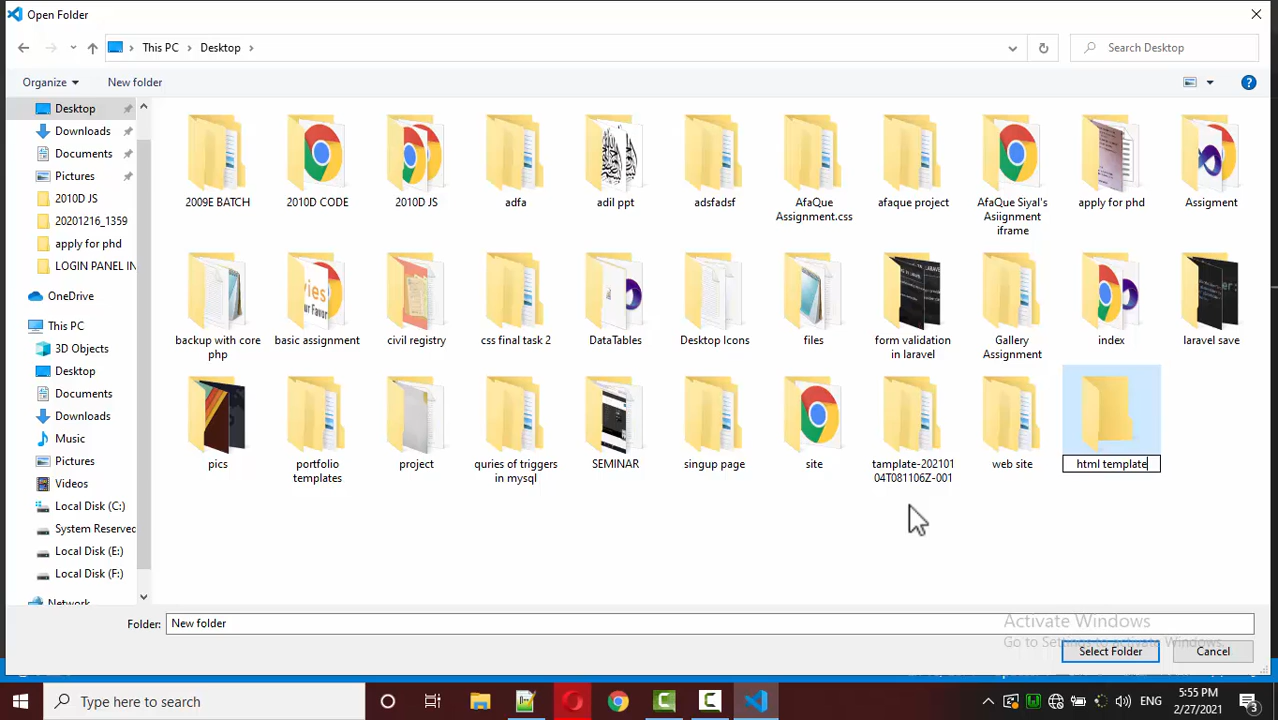 Open Folder
This PC
Desktop
Search Desktop
Organize
New folder
Desktop
Downloads
Documents
Pictures
2010D JS
20201216_1359
apply for phd
LOGIN PANEL IN
OneDrive
This PC
3D Objects
Desktop
Documents
Downloads
Music
Pictures
Videos
Local Disk (C:)
System Reserved
Local Disk (E:)
Local Disk (F:)
Network
2009E BATCH
2010D CODE
2010D JS
adfa
adil ppt
adsfadsf
AfaQue
Assignment.css
afaque project
AfaQue Siyal's
Asiignment
iframe
apply for phd
Assigment
backup with core
php
basic assignment
civil registry
css final task 2
DataTables
Desktop Icons
files
form validation
in laravel
Gallery
Assignment
index
laravel save
pics
portfolio
templates
project
quries of triggers
in mysql
SEMINAR
singup page
site
tamplate-202101
04T081106Z-001
web site
html template
Folder:
New folder
Activate Windows
Go to Settings to activate Windows.
Select Folder
Cancel
Type here to search
ENG
5:55 PM
2/27/2021
3